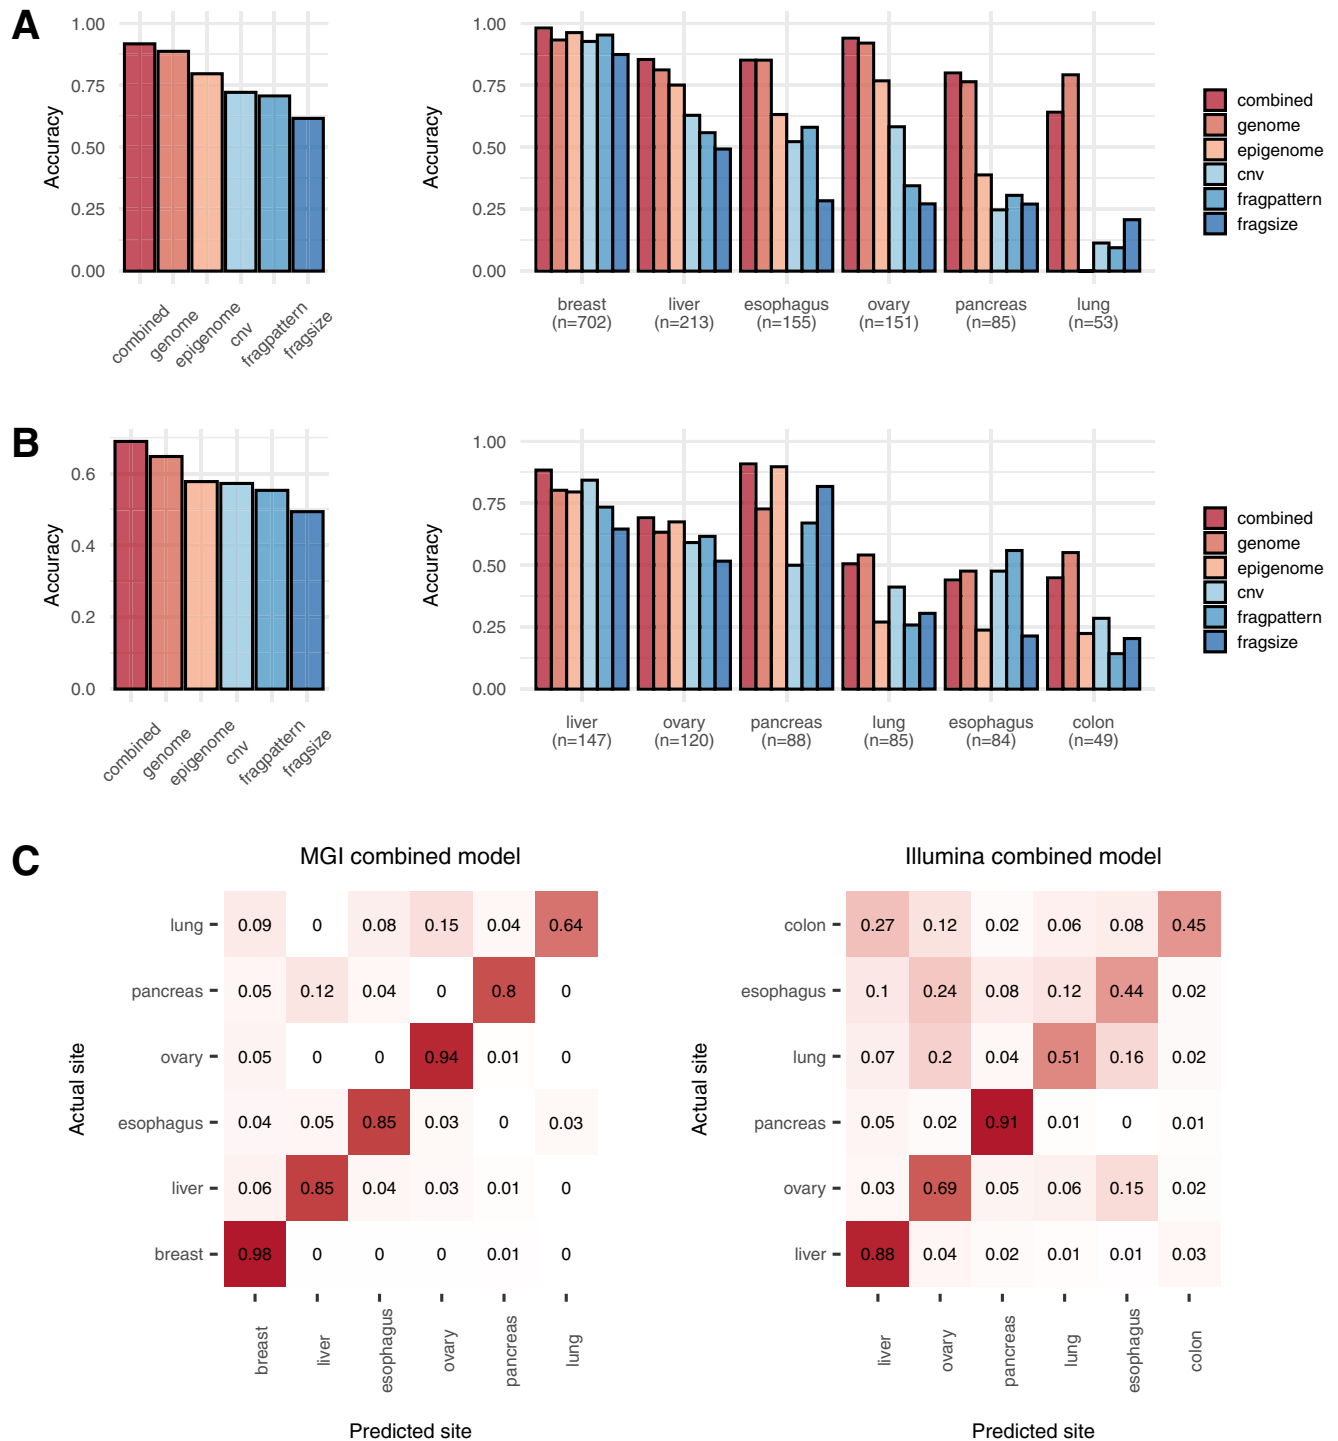 A
Accuracy
1.00
0.75
0.50
0.25
0.00
combined
genome
epigenome
cnv
fragpattern
fragsize
Accuracy
1.00
0.75
0.50
0.25
0.00
breast
(n=702)
liver
(n=213)
esophagus
(n=155)
ovary
(n=151)
pancreas
(n=85)
lung
(n=53)
combined
genome
epigenome
cnv
fragpattern
fragsize
B
Accuracy
0.6
0.4
0.2
0.0
combined
genome
epigenome
cnv
fragpattern
fragsize
Accuracy
1.00
0.75
0.50
0.25
0.00
liver
(n=147)
ovary
(n=120)
pancreas
(n=88)
lung
(n=85)
esophagus
(n=84)
colon
(n=49)
combined
genome
epigenome
cnv
fragpattern
fragsize
C
MGI combined model
Actual site
lung 0.09 0 0.08 0.15 0.04 0.64
pancreas 0.05 0.12 0.04 0 0.8 0
ovary 0.05 0 0 0.94 0.01 0
esophagus 0.04 0.05 0.85 0.03 0 0.03
liver 0.06 0.85 0.04 0.03 0.01 0
breast 0.98 0 0 0 0.01 0
breast
liver
esophagus
ovary
pancreas
lung
Predicted site
Illumina combined model
Actual site
colon 0.27 0.12 0.02 0.06 0.08 0.45
esophagus 0.1 0.24 0.08 0.12 0.44 0.02
lung 0.07 0.2 0.04 0.51 0.16 0.02
pancreas 0.05 0.02 0.91 0.01 0 0.01
ovary 0.03 0.69 0.05 0.06 0.15 0.02
liver 0.88 0.04 0.02 0.01 0.01 0.03
liver
ovary
pancreas
lung
esophagus
colon
Predicted site